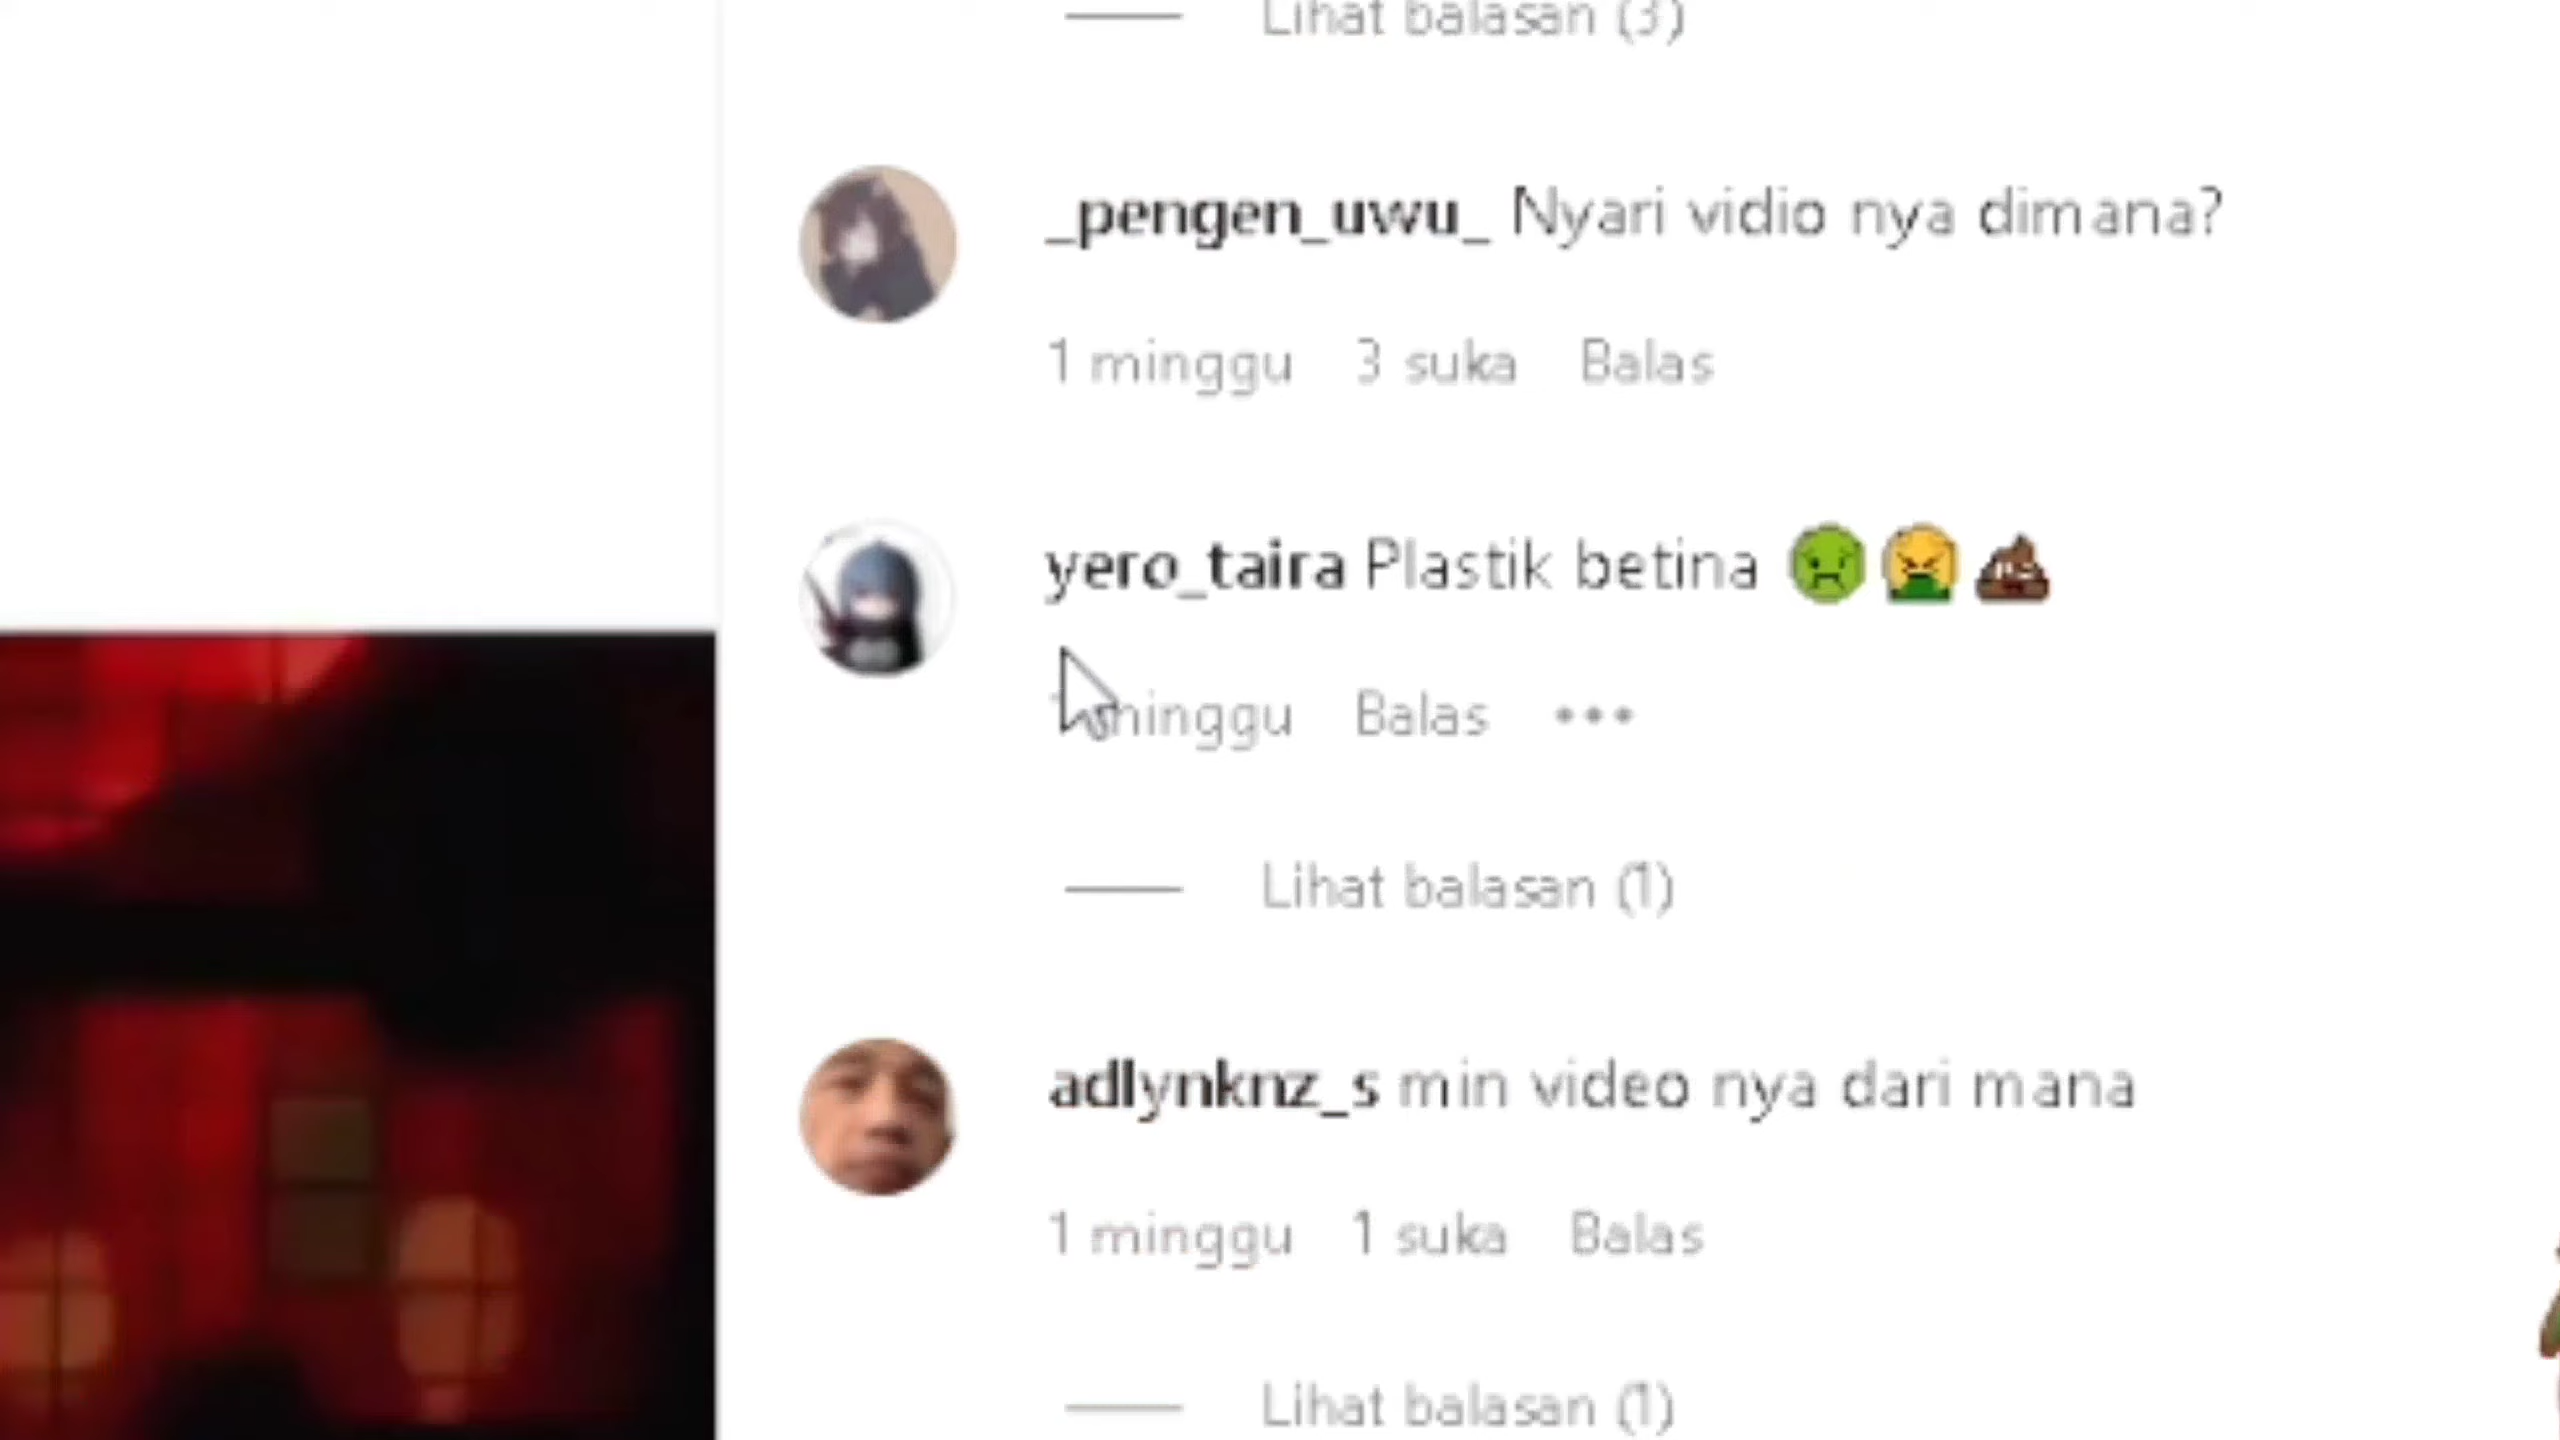 Lihat balasan (3)
_pengen_uwu_ Nyari vidio nya dimana?
1 minggu 3 suka Balas
yero_taira Plastik betina 🤢🤮💩
minggu Balas •••
Lihat balasan (1)
adlynknz_s min video nya dari mana
1 minggu 1 suka Balas
Lihat balasan (1)